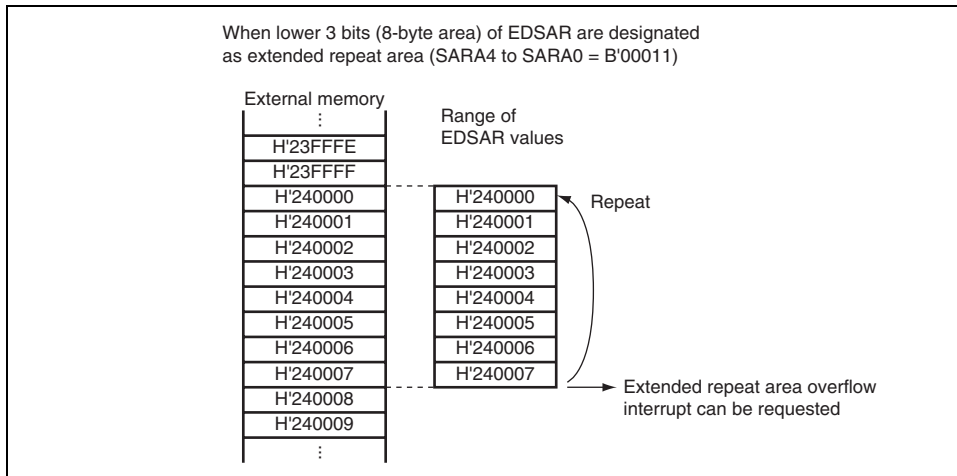 When lower 3 bits (8-byte area) of EDSAR are designated
as extended repeat area (SARA4 to SARA0 = B'00011)
External memory
Range of
EDSAR values
⋮
H'23FFFE
H'23FFFF
H'240000
H'240001
H'240002
H'240003
H'240004
H'240005
H'240006
H'240007
H'240008
H'240009
⋮
H'240000
H'240001
H'240002
H'240003
H'240004
H'240005
H'240006
H'240007
Repeat
Extended repeat area overflow
interrupt can be requested